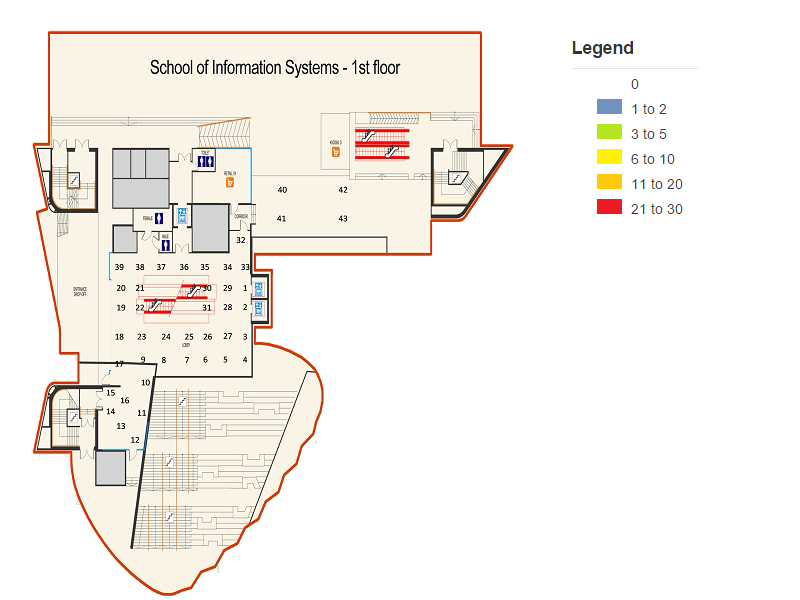 School of Information Systems - 1st floor
Legend
0
1 to 2
3 to 5
6 to 10
11 to 20
21 to 30
KIOSKS 3
TOILET
RETAIL 19
FEMALE
CORRIDOR
MALE
ENTRANCE
DROP-OFF
40 42
41 43
32
39 38 37 36 35 34 33
20 21 30 29 1
19 22 31 28 2
18 23 24 25 26 27 3
LOBBY
17 9 8 7 6 5 4
10
15
16
14 11
13
12